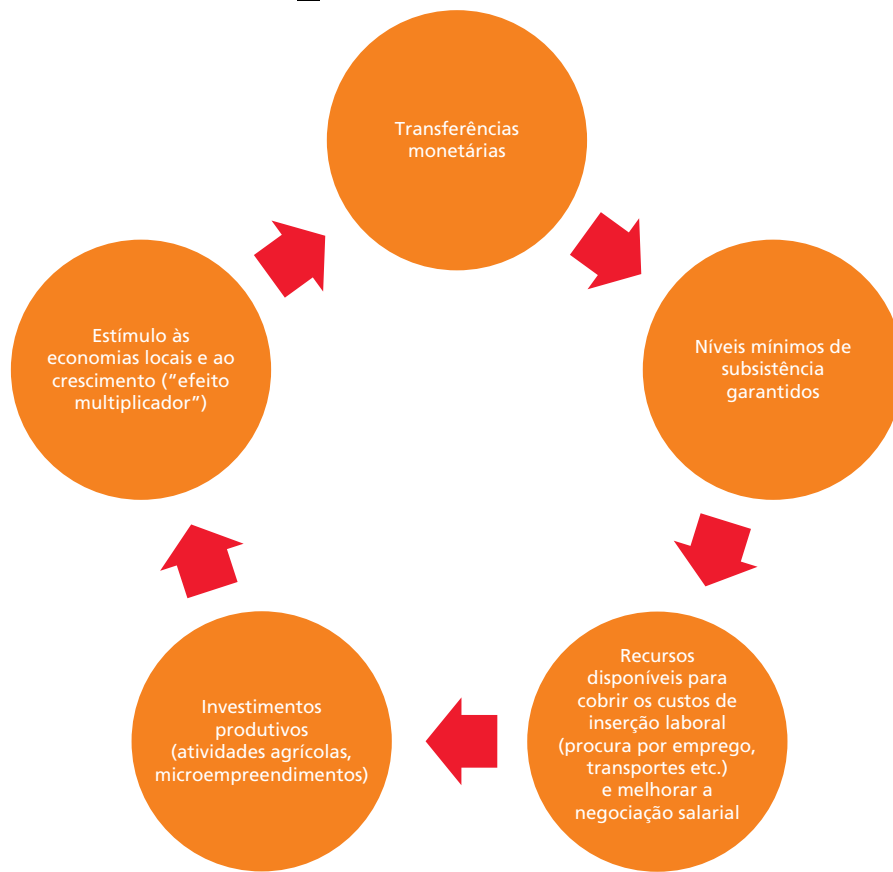 Transferências
monetárias
Níveis mínimos de
subsistência
garantidos
Recursos
disponíveis para
cobrir os custos de
inserção laboral
(procura por emprego,
transportes etc.)
e melhorar a
negociação salarial
Investimentos
produtivos
(atividades agrícolas,
microempreendimentos)
Estímulo às
economias locais e ao
crescimento (“efeito
multiplicador”)